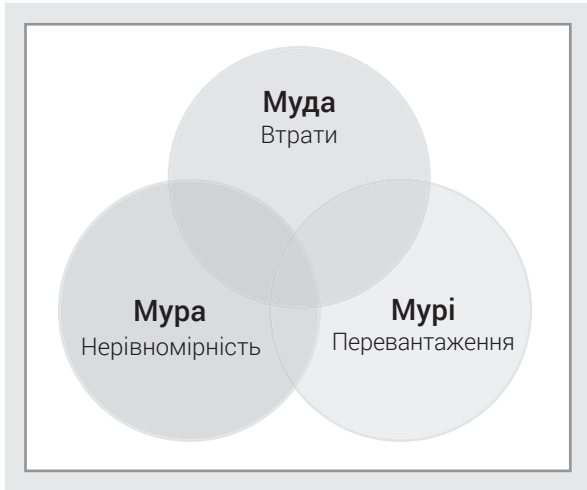 Муда
Втрати
Мура
Нерівномірність
Мурі
Перевантаження